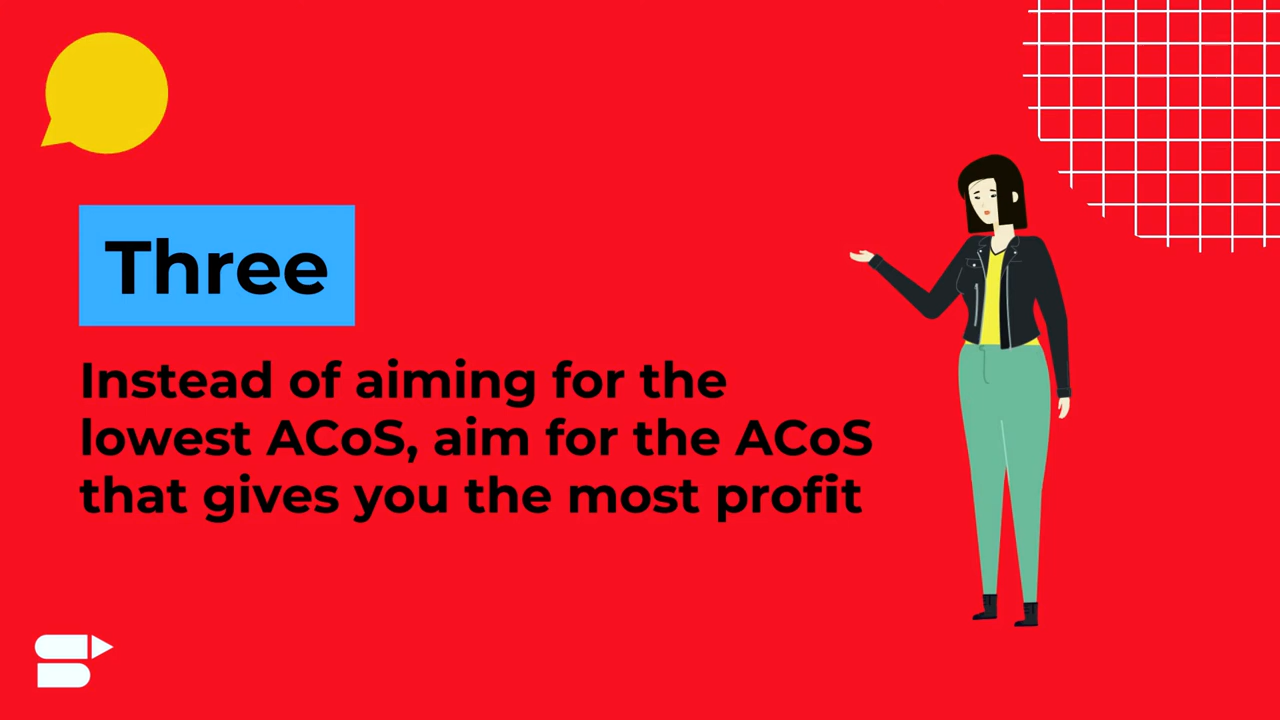 Three
Instead of aiming for the
lowest ACoS, aim for the ACoS
that gives you the most profit